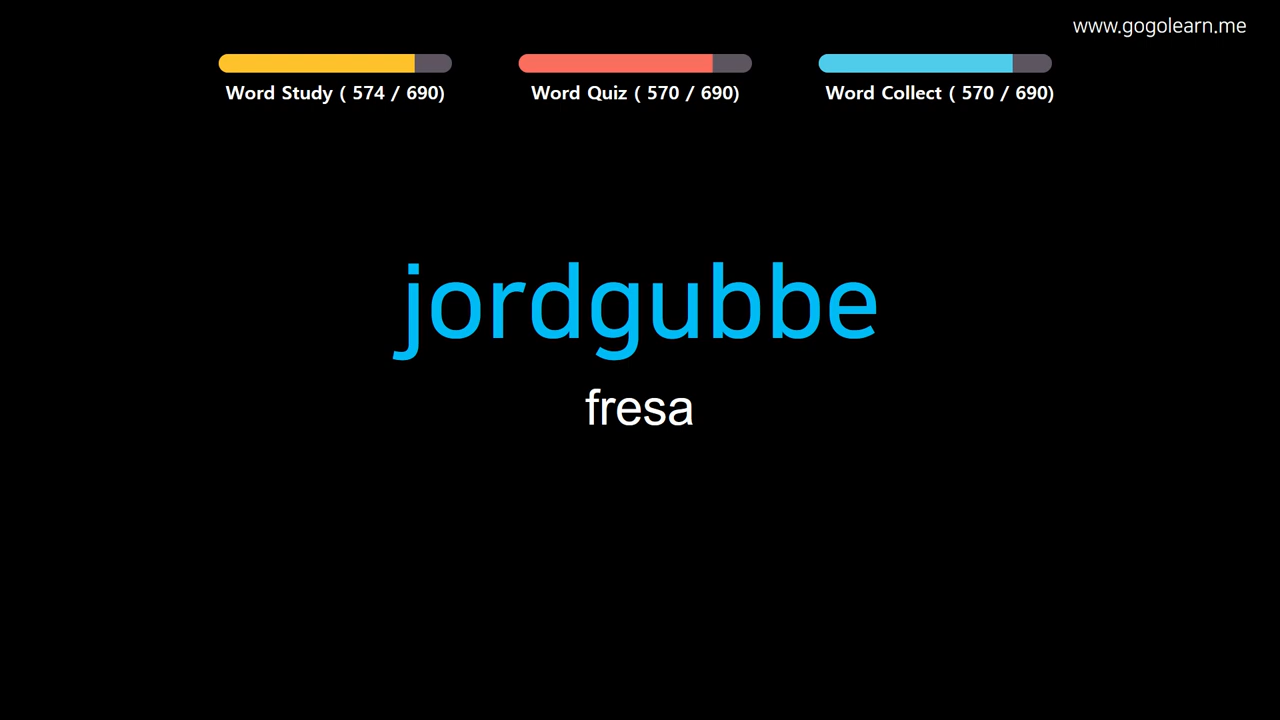 www.gogolearn.me
Word Study ( 574 / 690)
Word Quiz ( 570 / 690)
Word Collect ( 570 / 690)
jordgubbe
fresa